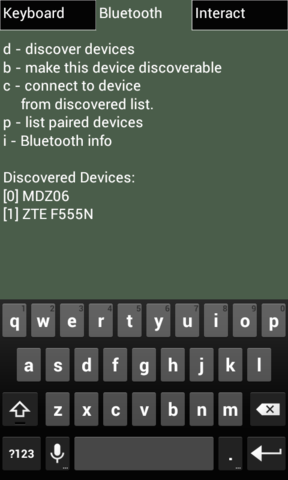 Keyboard Bluetooth Interact
d - discover devices
b - make this device discoverable
c - connect to device
from discovered list.
p - list paired devices
i - Bluetooth info
Discovered Devices:
[0] MDZ06
[1] ZTE F555N
1 2 3 4 5 6 7 8 9 0
q w e r t y u i o p
a s d f g h j k l
z x c v b n m
?123 ... . ...